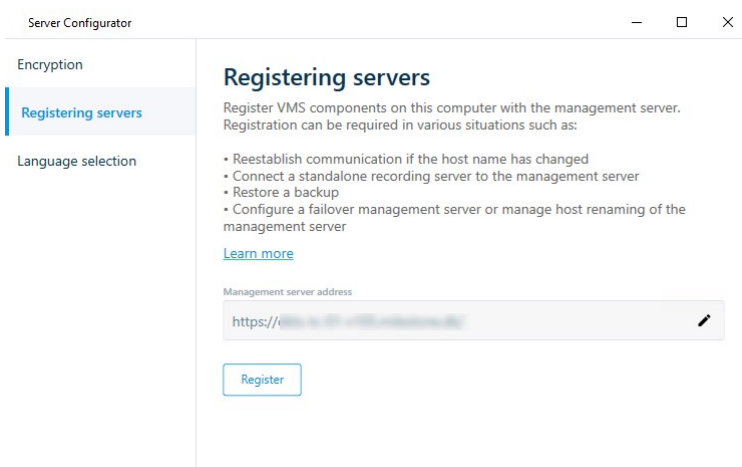 Server Configurator
Encryption
Registering servers
Language selection
Registering servers
Register VMS components on this computer with the management server.
Registration can be required in various situations such as:
• Reestablish communication if the host name has changed
• Connect a standalone recording server to the management server
• Restore a backup
• Configure a failover management server or manage host renaming of the
management server
Learn more
Management server address
https://
Register